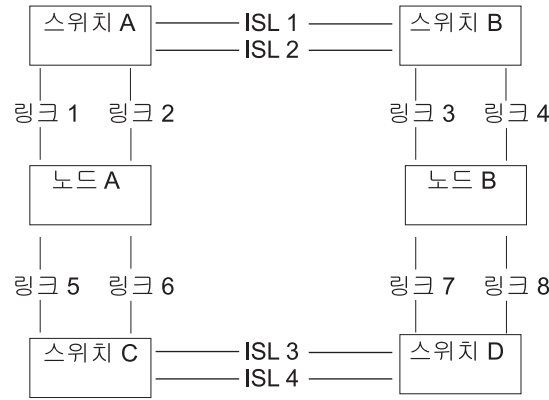 스위치 A
ISL 1
ISL 2
스위치 B
링크 1
링크 2
링크 3
링크 4
노드 A
노드 B
링크 5
링크 6
링크 7
링크 8
스위치 C
ISL 3
ISL 4
스위치 D